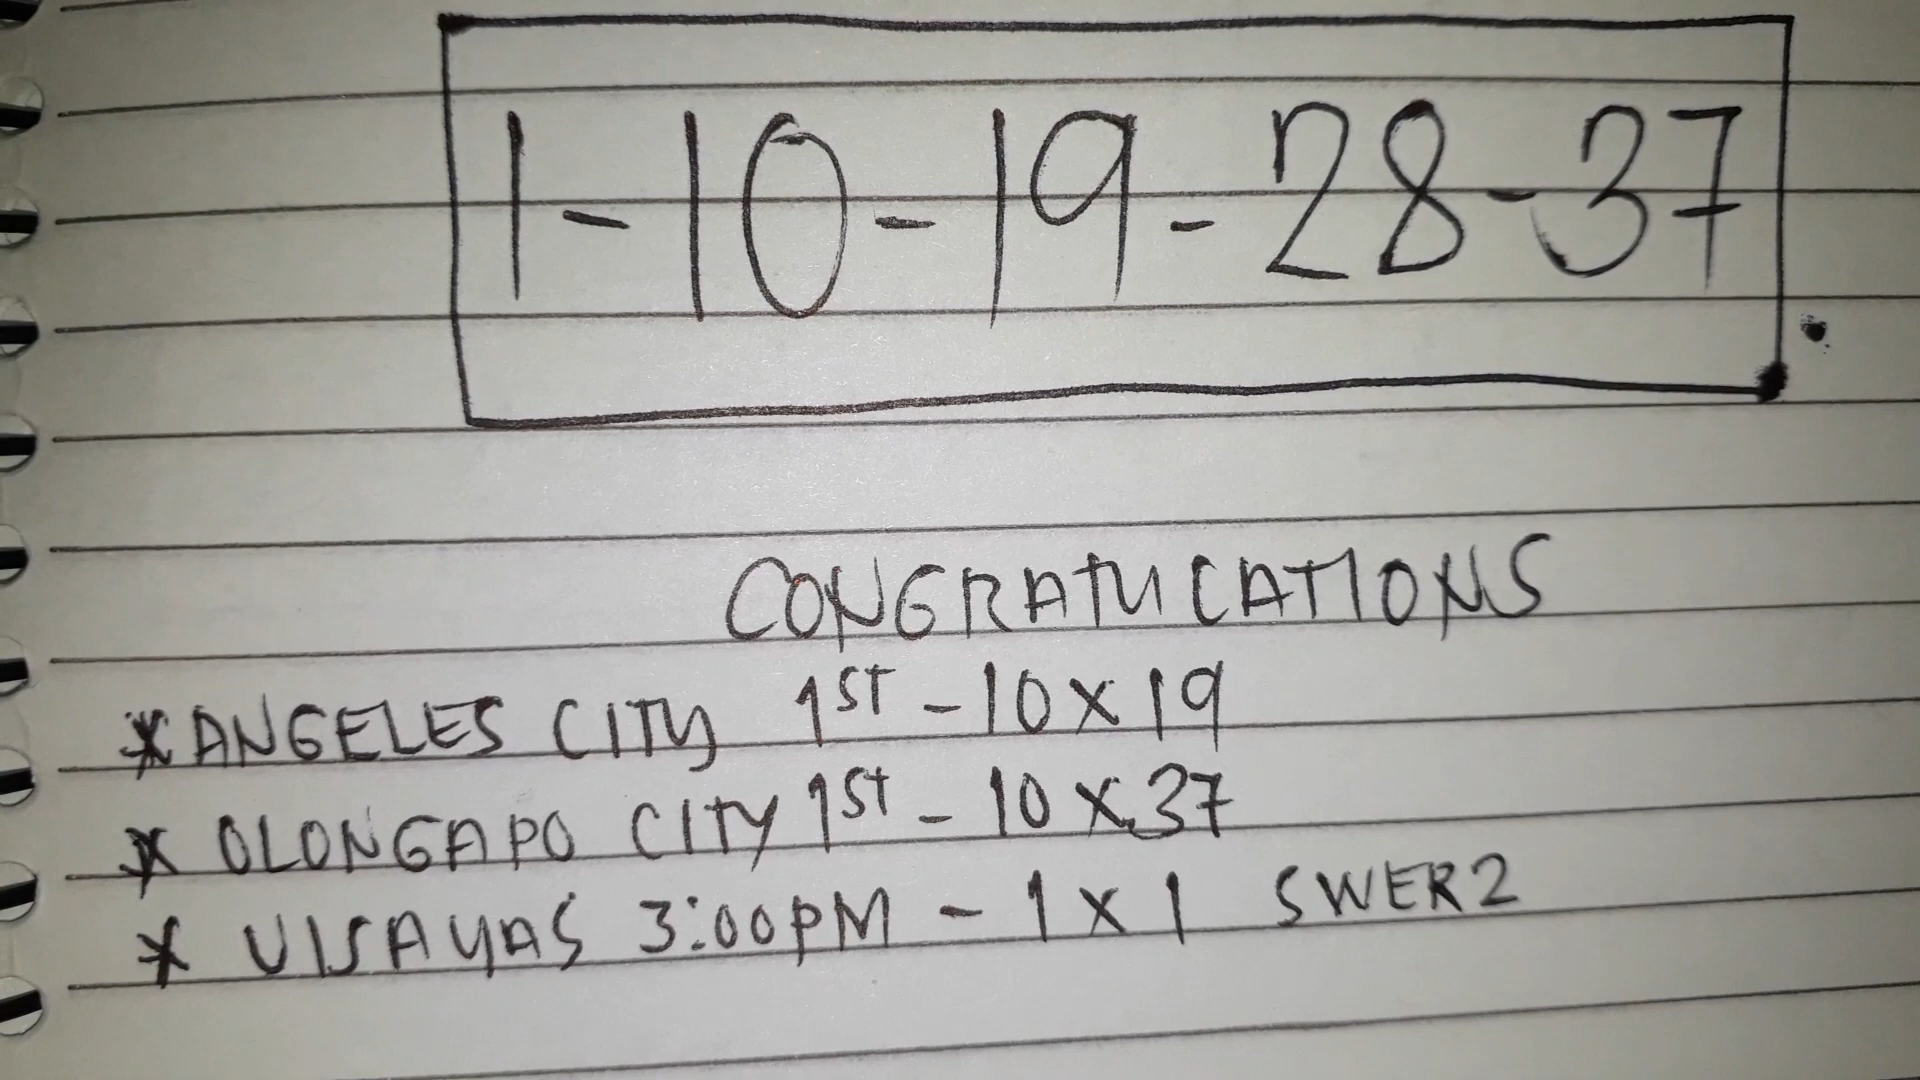 1-10-19-28-37
CONGRATULATIONS
* ANGELES CITY 1ST - 10 X 19
* OLONGAPO CITY 1ST - 10 X 37
* VISAYAS 3:00PM - 1 X 1 SWER2